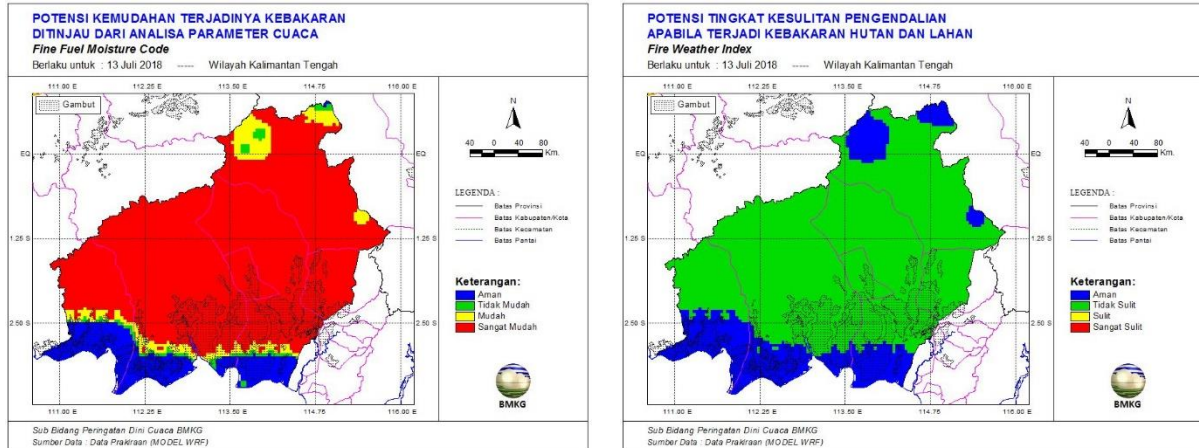 POTENSI KEMUDAHAN TERJADINYA KEBAKARAN
DITINJAU DARI ANALISA PARAMETER CUACA
Fine Fuel Moisture Code
Berlaku untuk : 13 Juli 2018 ----- Wilayah Kalimantan Tengah
111.00 E 112.25 E 113.50 E 114.75 E 116.00 E
Gambut
N
40 0 40 80
Km.
EQ EQ
LEGENDA :
Batas Provinsi
Batas Kabupaten/Kota
Batas Kecamatan
Batas Pantai
1.25 S 1.25 S
Keterangan:
Aman
Tidak Mudah
Mudah
Sangat Mudah
2.50 S 2.50 S
BMKG
111.00 E 112.25 E 113.50 E 114.75 E 116.00 E
Sub Bidang Peringatan Dini Cuaca BMKG
Sumber Data : Data Prakiraan (MODEL WRF)
POTENSI TINGKAT KESULITAN PENGENDALIAN
APABILA TERJADI KEBAKARAN HUTAN DAN LAHAN
Fire Weather Index
Berlaku untuk : 13 Juli 2018 ----- Wilayah Kalimantan Tengah
111.00 E 112.25 E 113.50 E 114.75 E 116.00 E
Gambut
N
40 0 40 80
Km.
EQ EQ
LEGENDA :
Batas Provinsi
Batas Kabupaten/Kota
Batas Kecamatan
Batas Pantai
1.25 S 1.25 S
Keterangan:
Aman
Tidak Sulit
Sulit
Sangat Sulit
2.50 S 2.50 S
BMKG
111.00 E 112.25 E 113.50 E 114.75 E 116.00 E
Sub Bidang Peringatan Dini Cuaca BMKG
Sumber Data : Data Prakiraan (MODEL WRF)